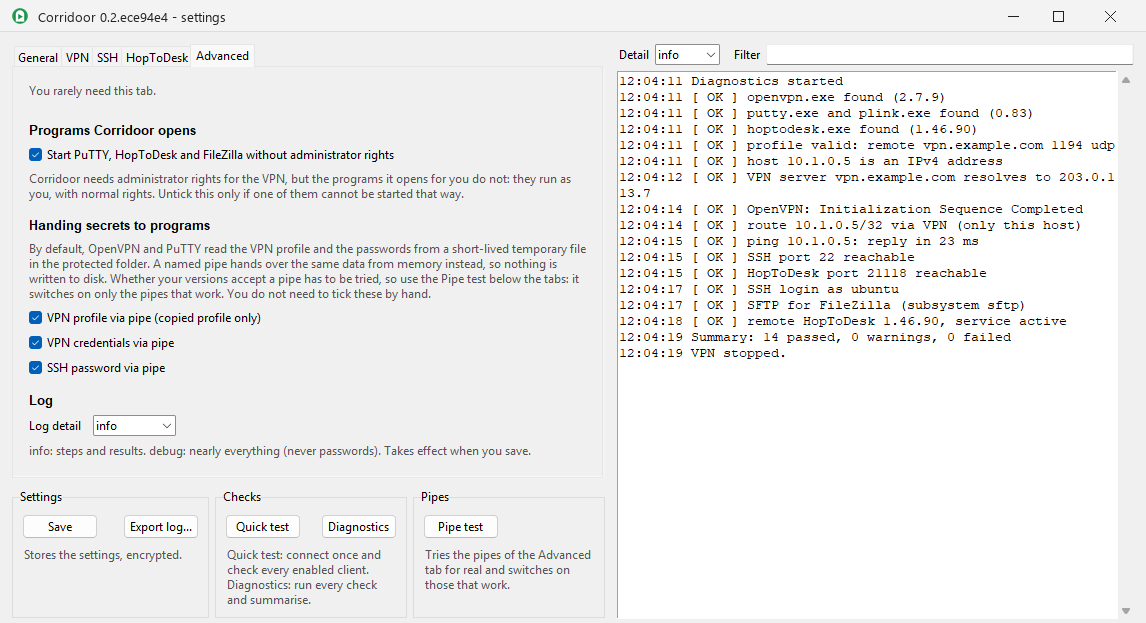 Corridoor 0.2.ece94e4 - settings
General VPN SSH HopToDesk Advanced
You rarely need this tab.
Programs Corridoor opens
Start PuTTY, HopToDesk and FileZilla without administrator rights
Corridoor needs administrator rights for the VPN, but the programs it opens for you do not: they run as
you, with normal rights. Untick this only if one of them cannot be started that way.
Handing secrets to programs
By default, OpenVPN and PuTTY read the VPN profile and the passwords from a short-lived temporary file
in the protected folder. A named pipe hands over the same data from memory instead, so nothing is
written to disk. Whether your versions accept a pipe has to be tried, so use the Pipe test below the tabs: it
switches on only the pipes that work. You do not need to tick these by hand.
VPN profile via pipe (copied profile only)
VPN credentials via pipe
SSH password via pipe
Log
Log detail info
info: steps and results. debug: nearly everything (never passwords). Takes effect when you save.
Settings
Save Export log...
Stores the settings, encrypted.
Checks
Quick test Diagnostics
Quick test: connect once and
check every enabled client.
Diagnostics: run every check
and summarise.
Pipes
Pipe test
Tries the pipes of the Advanced
tab for real and switches on
those that work.
Detail info Filter
12:04:11 Diagnostics started
12:04:11 [ OK ] openvpn.exe found (2.7.9)
12:04:11 [ OK ] putty.exe and plink.exe found (0.83)
12:04:11 [ OK ] hoptodesk.exe found (1.46.90)
12:04:11 [ OK ] profile valid: remote vpn.example.com 1194 udp
12:04:11 [ OK ] host 10.1.0.5 is an IPv4 address
12:04:12 [ OK ] VPN server vpn.example.com resolves to 203.0.1
13.7
12:04:14 [ OK ] OpenVPN: Initialization Sequence Completed
12:04:14 [ OK ] route 10.1.0.5/32 via VPN (only this host)
12:04:15 [ OK ] ping 10.1.0.5: reply in 23 ms
12:04:15 [ OK ] SSH port 22 reachable
12:04:15 [ OK ] HopToDesk port 21118 reachable
12:04:17 [ OK ] SSH login as ubuntu
12:04:17 [ OK ] SFTP for FileZilla (subsystem sftp)
12:04:18 [ OK ] remote HopToDesk 1.46.90, service active
12:04:19 Summary: 14 passed, 0 warnings, 0 failed
12:04:19 VPN stopped.